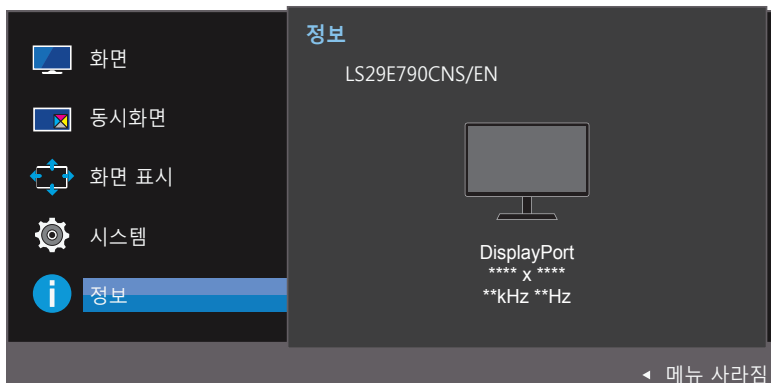 화면
동시화면
화면 표시
시스템
정보
정보
LS29E790CNS/EN
DisplayPort
**** x ****
**kHz **Hz
메뉴 사라짐